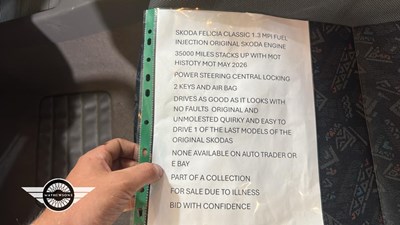 SKODA FELICIA CLASSIC 1.3 MPI FUEL
INJECTION ORIGINAL SKODA ENGINE
35000 MILES STACKS UP WITH MOT
HISTOTY MOT MAY 2026
POWER STEERING CENTRAL LOCKING
2 KEYS AND AIR BAG
DRIVES AS GOOD AS IT LOOKS WITH
NO FAULTS ORIGINAL AND
UNMOLESTED QUIRKY AND EASY TO
DRIVE 1 OF THE LAST MODELS OF THE
ORIGINAL SKODAS
NONE AVAILABLE ON AUTO TRADER OR
E BAY
PART OF A COLLECTION
FOR SALE DUE TO ILLNESS
BID WITH CONFIDENCE